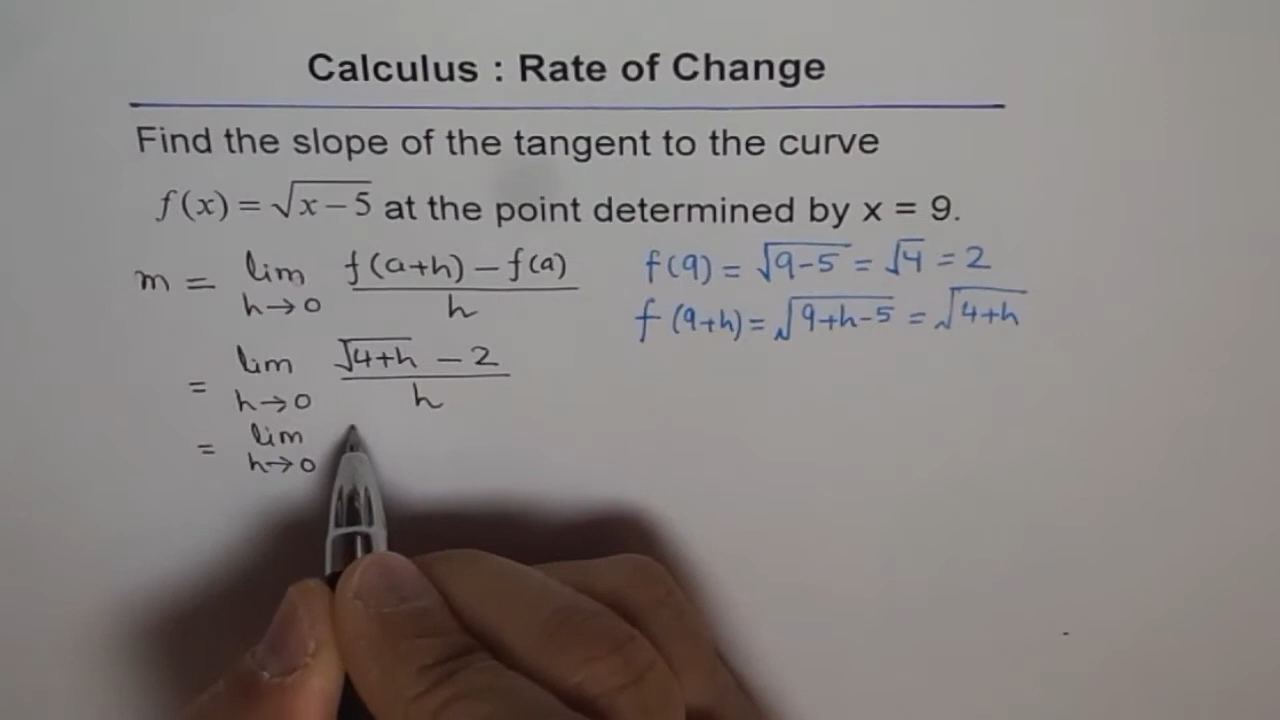 Calculus : Rate of Change
Find the slope of the tangent to the curve
f(x) = √(x−5) at the point determined by x = 9.
m = lim h→0 (f(a+h) − f(a))/h
f(9) = √(9−5) = √4 = 2
f(9+h) = √(9+h−5) = √(4+h)
= lim h→0 (√(4+h) − 2)/h
= lim h→0